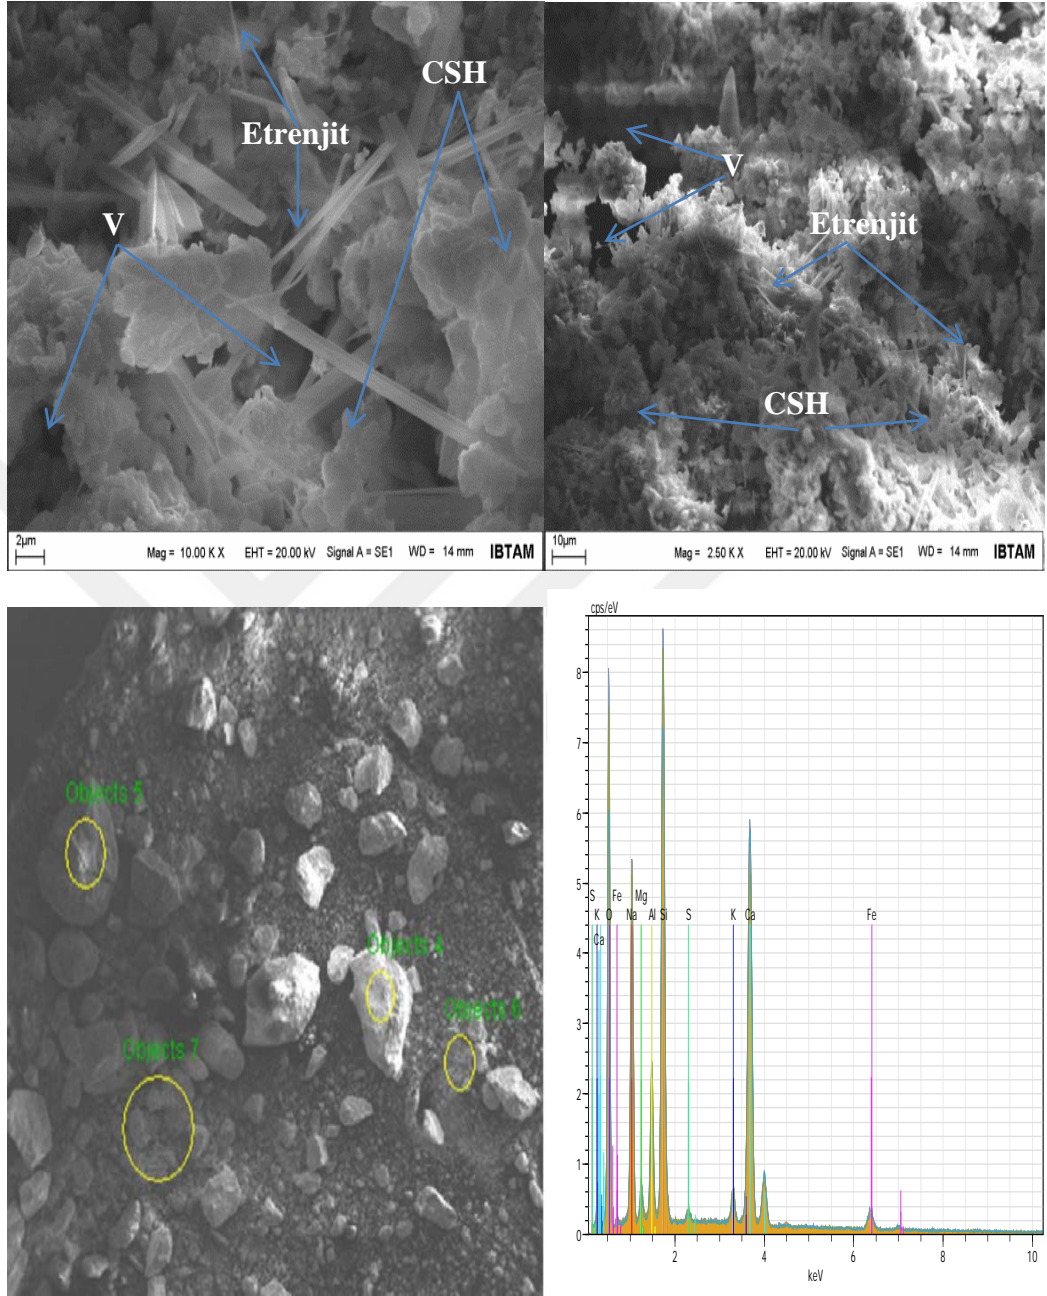 CSH
Etrenjit
V
2µm
Mag = 10.00 K X EHT = 20.00 kV Signal A = SE1 WD = 14 mm IBTAM
V
Etrenjit
CSH
10µm
Mag = 2.50 K X EHT = 20.00 kV Signal A = SE1 WD = 14 mm IBTAM
Objects 5
Objects 4
Objects 6
Objects 7
cps/eV
8
7
6
5
4
3
2
1
0
S Fe Mg
K O Na Al Si S K Ca Fe
Ca
2 4 6 8 10
keV